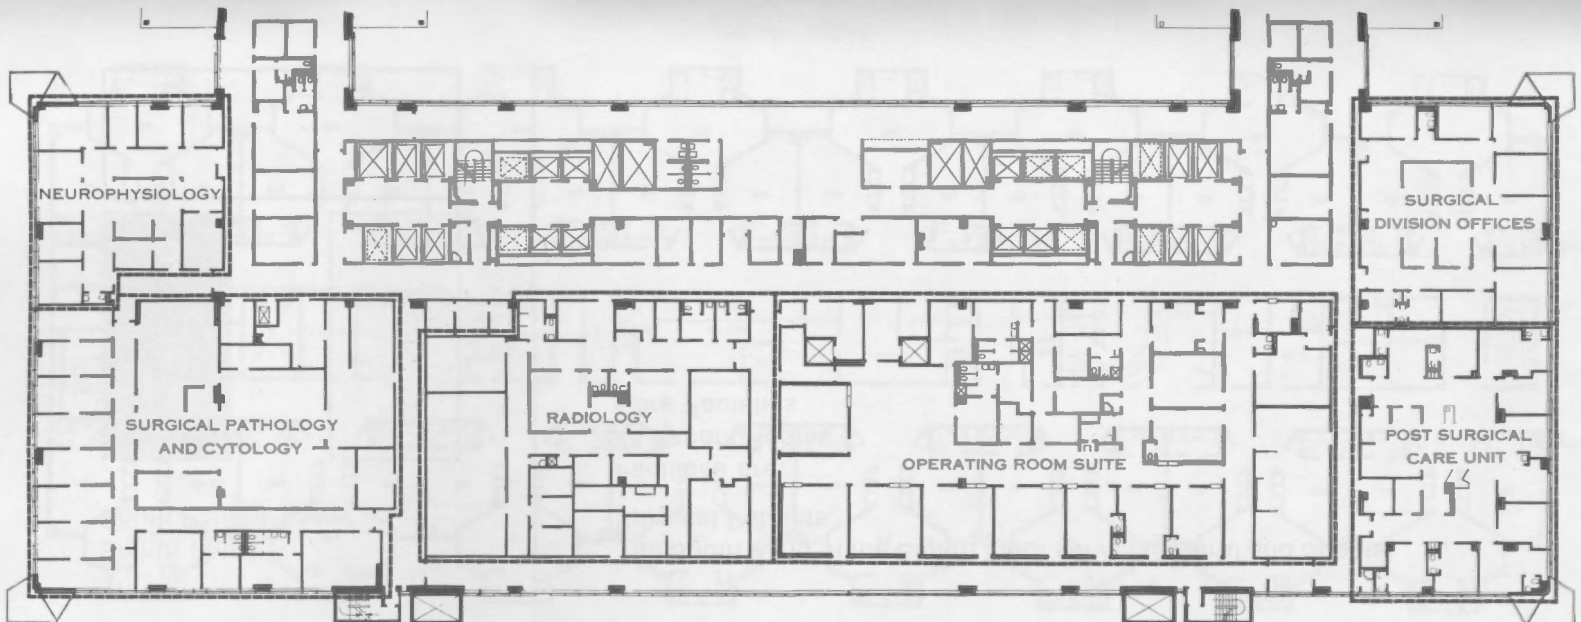 NEUROPHYSIOLOGY
SURGICAL
DIVISION OFFICES
SURGICAL PATHOLOGY
AND CYTOLOGY
RADIOLOGY
OPERATING ROOM SUITE
POST SURGICAL
CARE UNIT